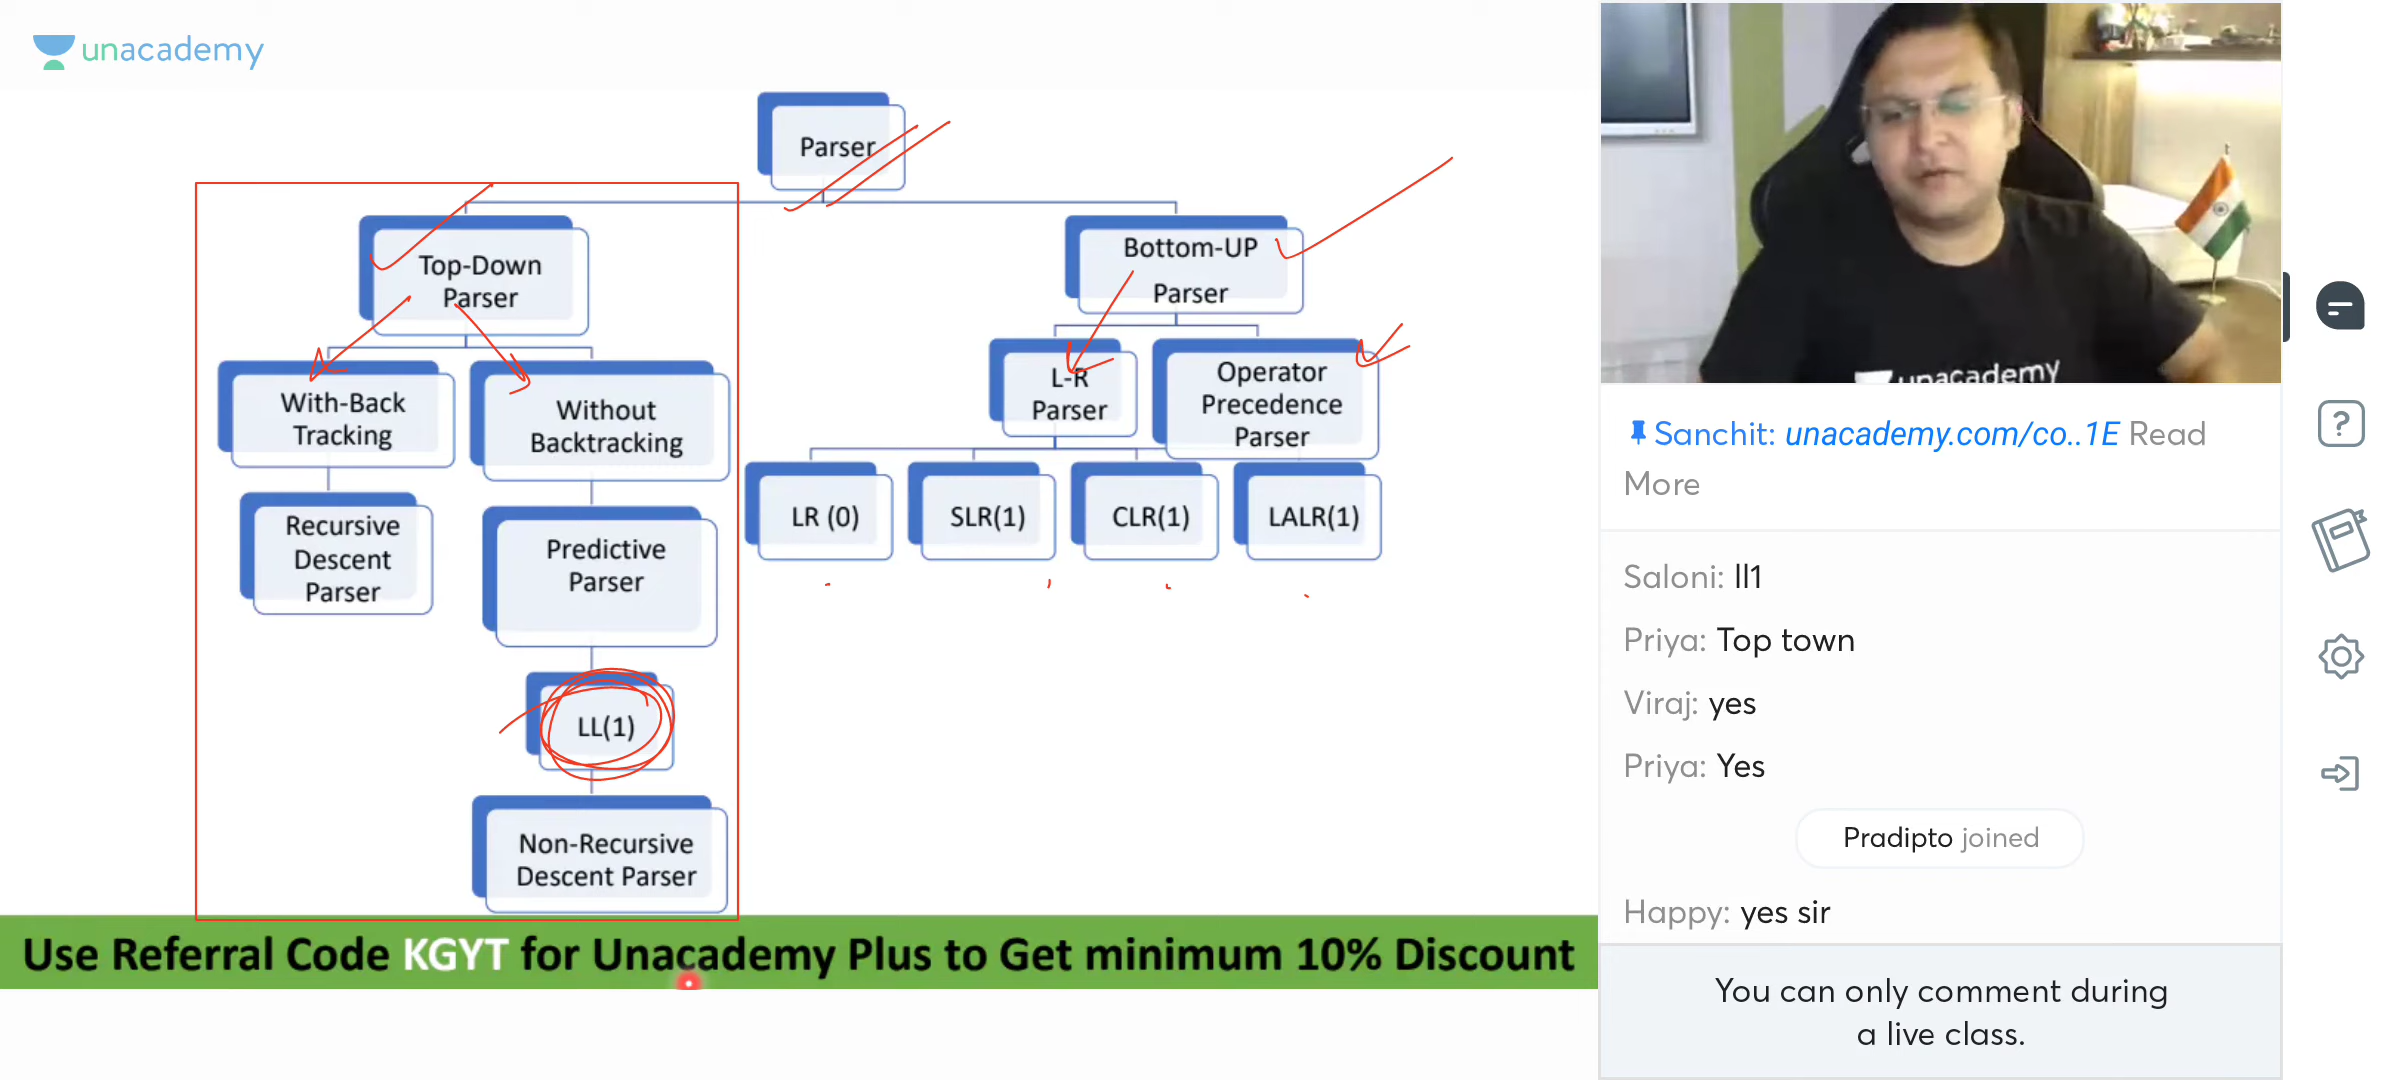 unacademy
Parser
Top-Down
Parser
Bottom-UP
Parser
With-Back
Tracking
Without
Backtracking
L-R
Parser
Operator
Precedence
Parser
Recursive
Descent
Parser
Predictive
Parser
LR (0)
SLR(1)
CLR(1)
LALR(1)
LL(1)
Non-Recursive
Descent Parser
Use Referral Code KGYT for Unacademy Plus to Get minimum 10% Discount
unacademy
Sanchit: unacademy.com/co..1E Read
More
Saloni: ll1
Priya: Top town
Viraj: yes
Priya: Yes
Pradipto joined
Happy: yes sir
You can only comment during
a live class.
?